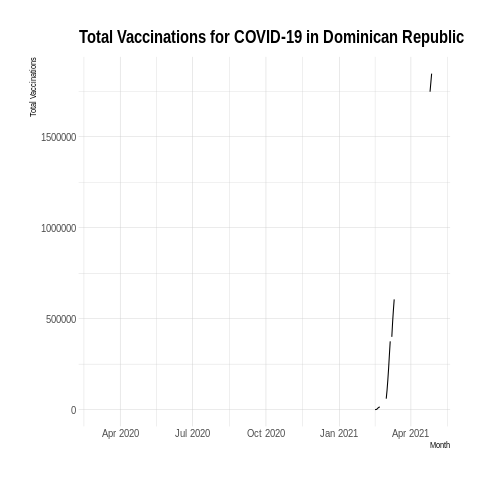 Total Vaccinations for COVID-19 in Dominican Republic
Total Vaccinations
1500000
1000000
500000
0
Apr 2020 Jul 2020 Oct 2020 Jan 2021 Apr 2021
Month